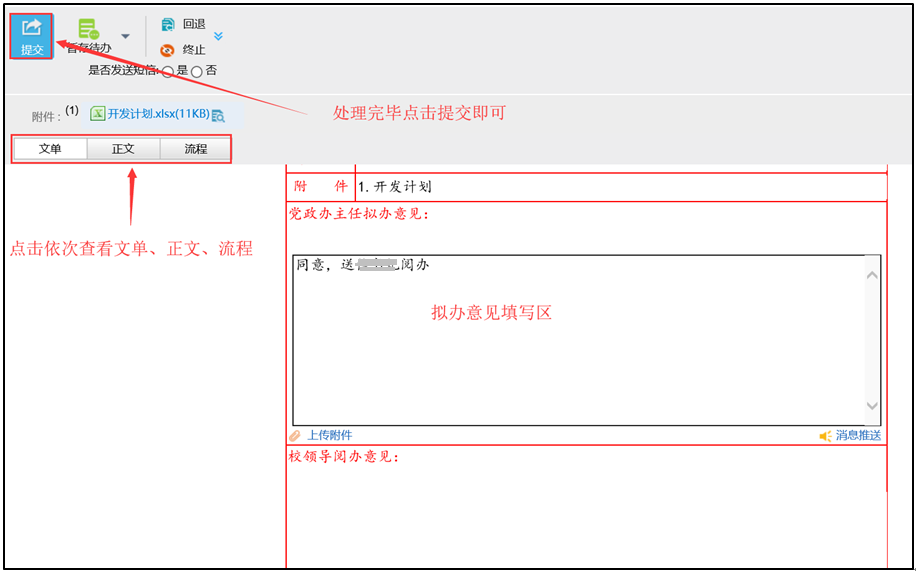 提交
暂存待办
回退
终止
是否发送短信: 是 否
附件： (1) 开发计划.xlsx(11KB)
处理完毕点击提交即可
文单 正文 流程
附 件 1.开发计划
党政办主任拟办意见：
点击依次查看文单、正文、流程
同意，送 阅办
拟办意见填写区
上传附件 消息推送
校领导阅办意见：